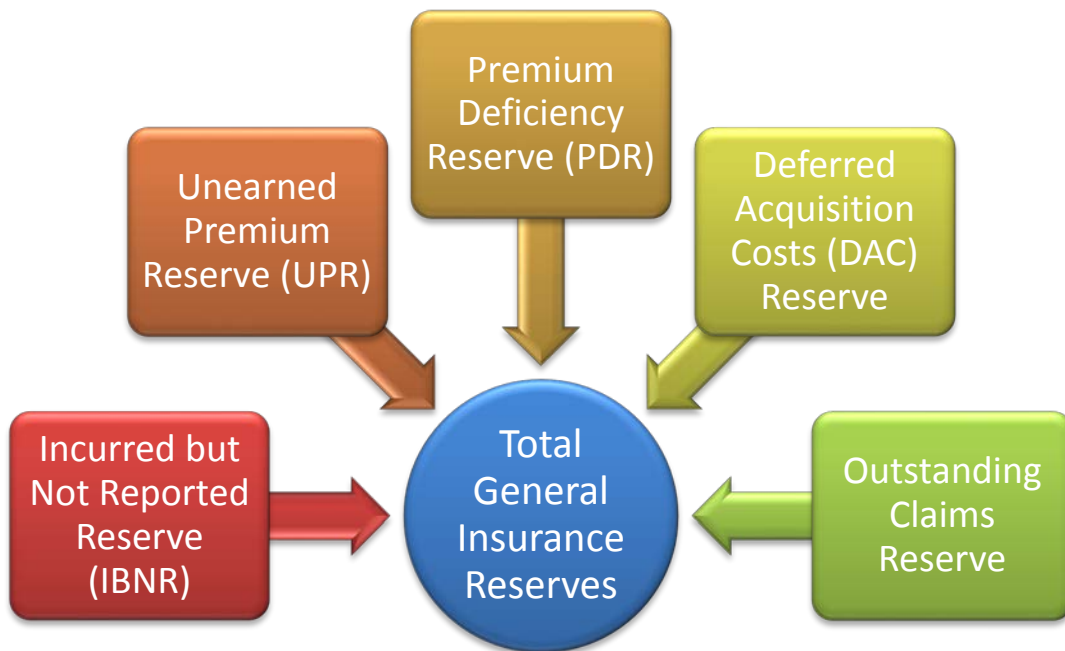 Premium
Deficiency
Reserve (PDR)
Unearned
Premium
Reserve (UPR)
Deferred
Acquisition
Costs (DAC)
Reserve
Incurred but
Not Reported
Reserve
(IBNR)
Total
General
Insurance
Reserves
Outstanding
Claims
Reserve